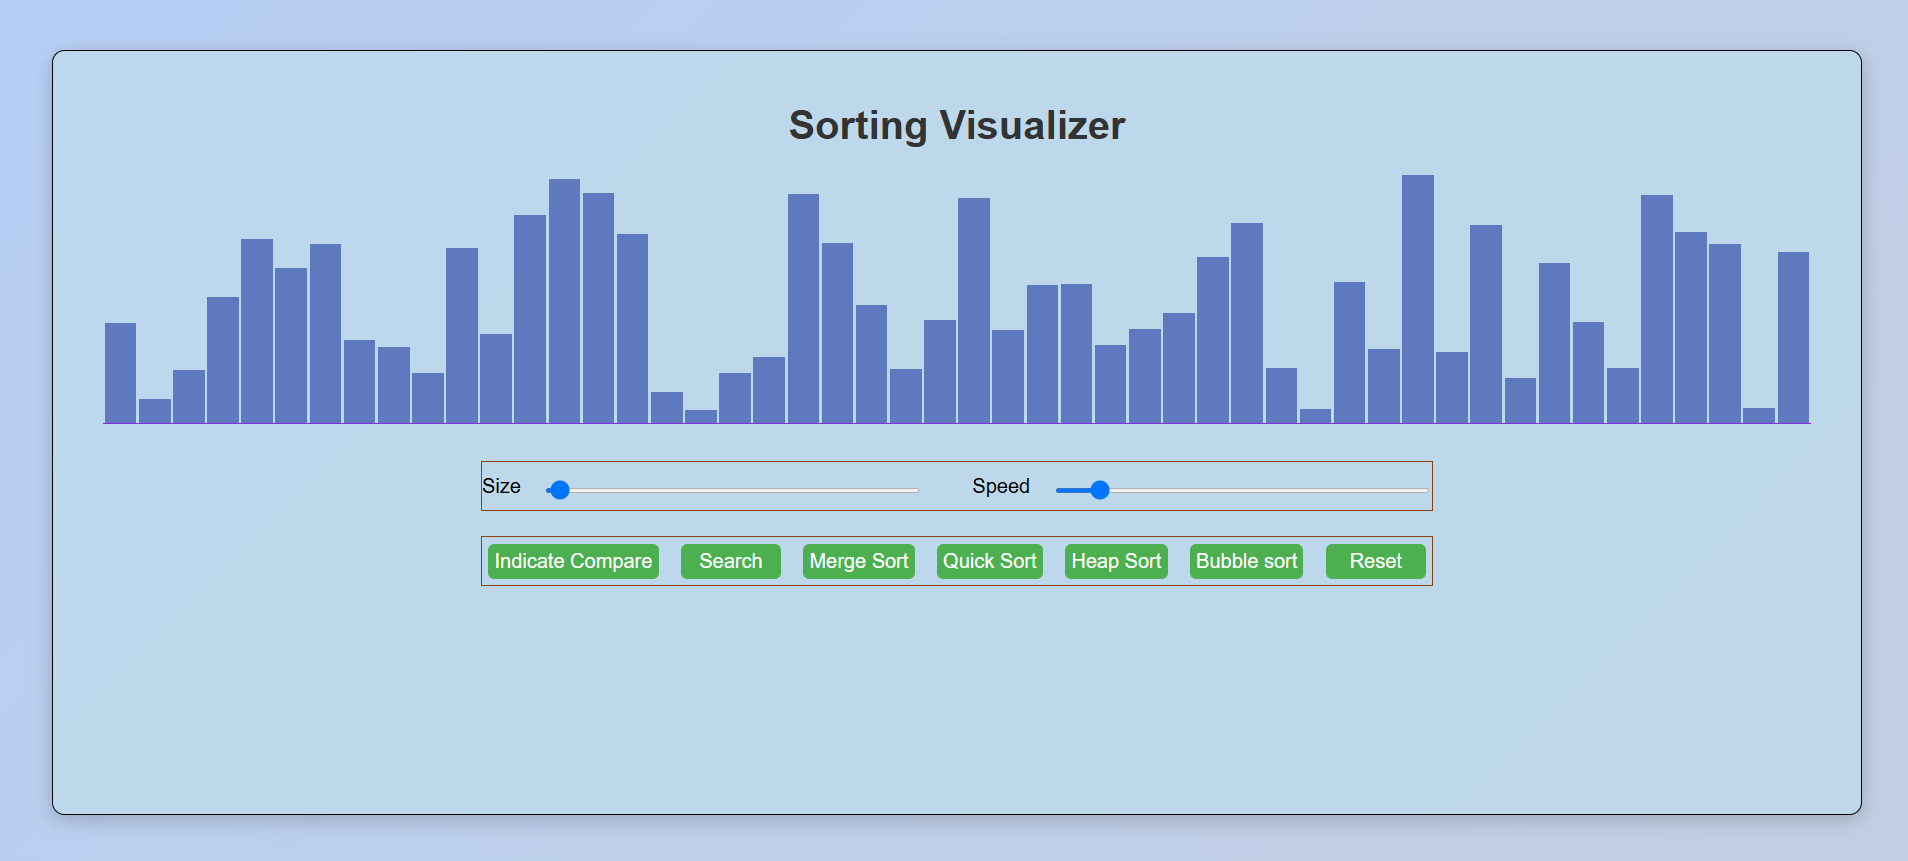 Sorting Visualizer
Size Speed
Indicate Compare Search Merge Sort Quick Sort Heap Sort Bubble sort Reset